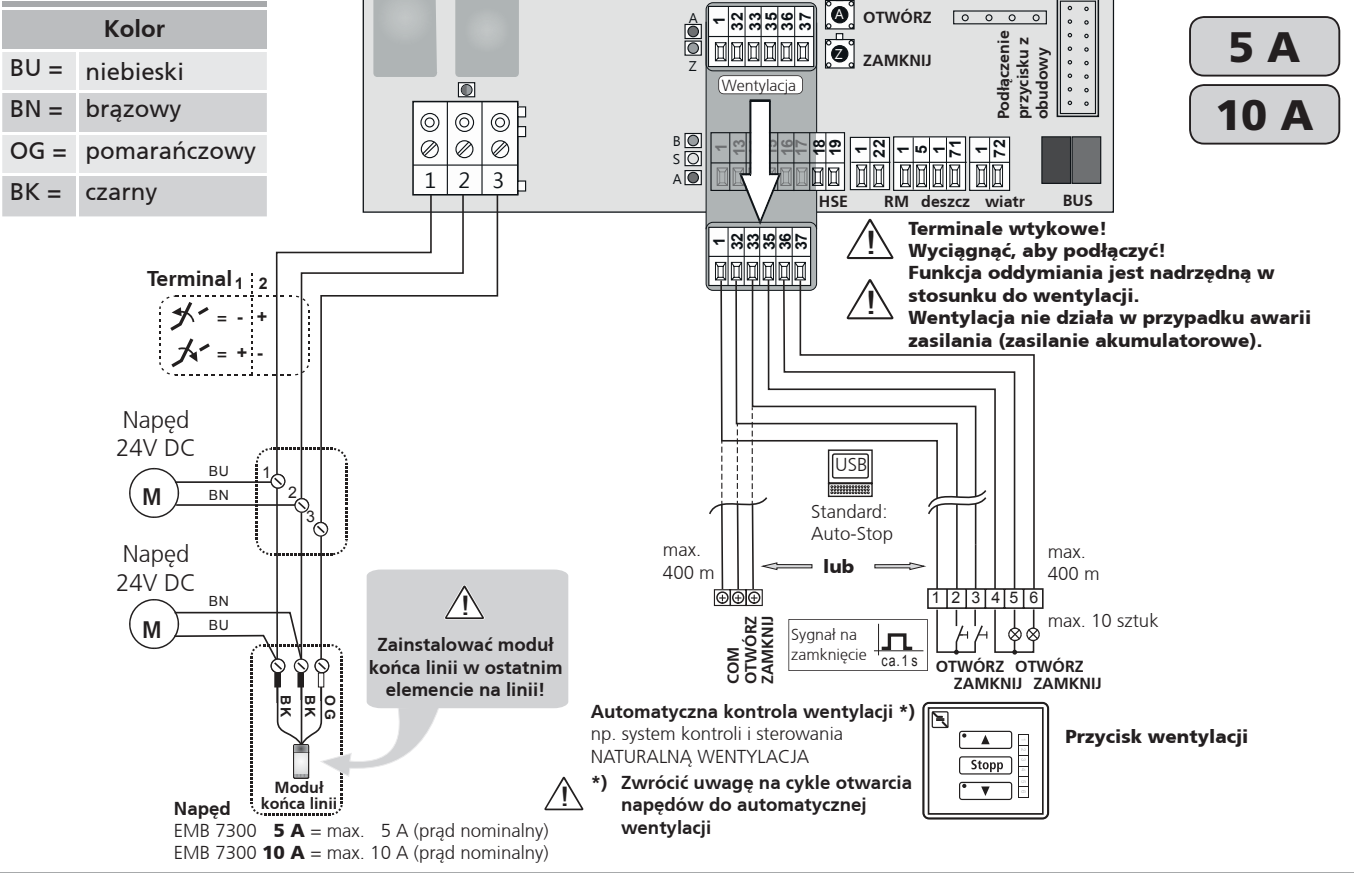 Kolor
BU = niebieski
BN = brązowy
OG = pomarańczowy
BK = czarny
A
Z
1 32 33 35 36 37
A OTWÓRZ
Z ZAMKNIJ
Podłączenie
przycisku z
obudowy
5 A
10 A
Wentylacja
B
S
A
1 13 15 16 17 18 19
1 22
1 5 1 71
1 72
HSE RM deszcz wiatr BUS
1 2 3
1 32 33 35 36 37
Terminale wtykowe!
Wyciągnąć, aby podłączyć!
Funkcja oddymiania jest nadrzędną w
stosunku do wentylacji.
Wentylacja nie działa w przypadku awarii
zasilania (zasilanie akumulatorowe).
Terminal 1 2
= - +
= + -
Napęd
24V DC
M
BU
BN
1
2
3
Napęd
24V DC
M
BN
BU
BK
BK
OG
Moduł
końca linii
Zainstalować moduł
końca linii w ostatnim
elemencie na linii!
Napęd
EMB 7300 5 A = max. 5 A (prąd nominalny)
EMB 7300 10 A = max. 10 A (prąd nominalny)
USB
Standard:
Auto-Stop
max.
400 m
lub
max.
400 m
COM
OTWÓRZ
ZAMKNIJ
Sygnał na
zamknięcie
ca. 1 s
1 2 3 4 5 6
max. 10 sztuk
OTWÓRZ OTWÓRZ
ZAMKNIJ ZAMKNIJ
Automatyczna kontrola wentylacji *)
np. system kontroli i sterowania
NATURALNĄ WENTYLACJA
*) Zwrócić uwagę na cykle otwarcia
napędów do automatycznej
wentylacji
Stopp
Przycisk wentylacji